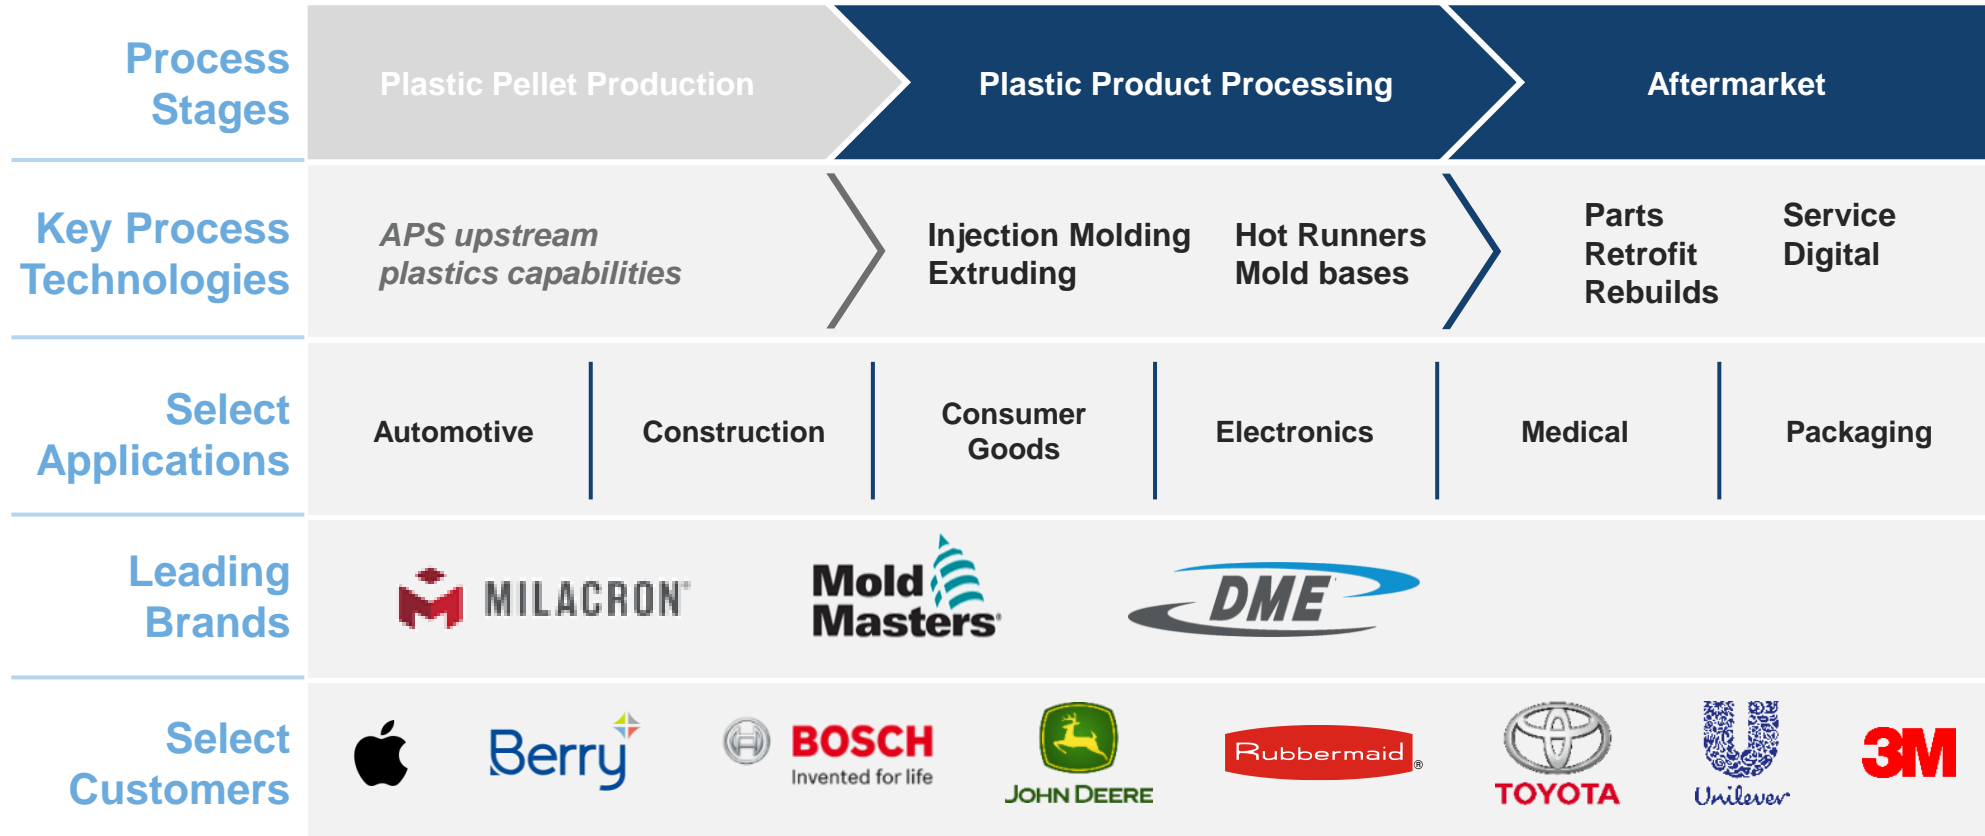 Process
Stages
Plastic Pellet Production
Plastic Product Processing
Aftermarket
Key Process
Technologies
APS upstream
plastics capabilities
Injection Molding
Extruding
Hot Runners
Mold bases
Parts
Retrofit
Rebuilds
Service
Digital
Select
Applications
Automotive
Construction
Consumer
Goods
Electronics
Medical
Packaging
Leading
Brands
MILACRON®
Mold
Masters®
DME
Select
Customers
Berry
BOSCH
Invented for life
JOHN DEERE
Rubbermaid®
TOYOTA
Unilever
3M